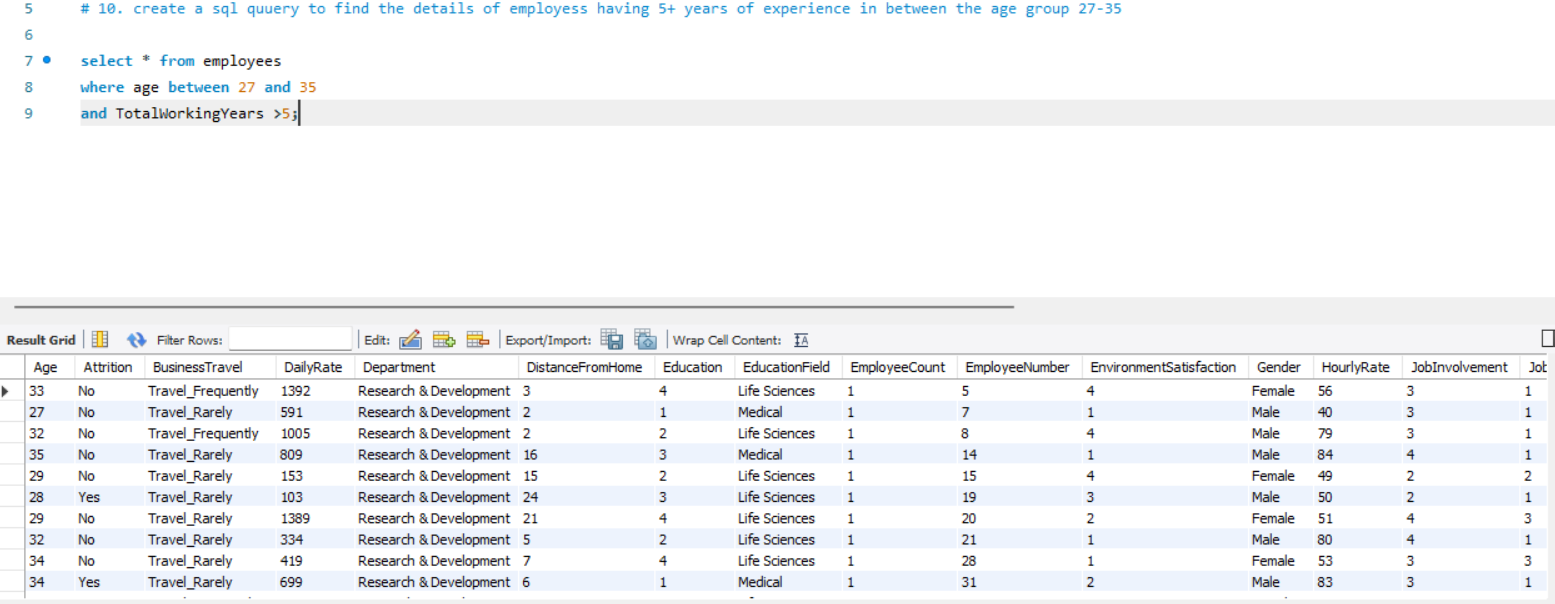 5 # 10. create a sql quuery to find the details of employess having 5+ years of experience in between the age group 27-35
6
7 select * from employees
8 where age between 27 and 35
9 and TotalWorkingYears >5;
Result Grid Filter Rows: Edit: Export/Import: Wrap Cell Content:
Age Attrition BusinessTravel DailyRate Department DistanceFromHome Education EducationField EmployeeCount EmployeeNumber EnvironmentSatisfaction Gender HourlyRate JobInvolvement Job
33 No Travel_Frequently 1392 Research & Development 3 4 Life Sciences 1 5 4 Female 56 3 1
27 No Travel_Rarely 591 Research & Development 2 1 Medical 1 7 1 Male 40 3 1
32 No Travel_Frequently 1005 Research & Development 2 2 Life Sciences 1 8 4 Male 79 3 1
35 No Travel_Rarely 809 Research & Development 16 3 Medical 1 14 1 Male 84 4 1
29 No Travel_Rarely 153 Research & Development 15 2 Life Sciences 1 15 4 Female 49 2 2
28 Yes Travel_Rarely 103 Research & Development 24 3 Life Sciences 1 19 3 Male 50 2 1
29 No Travel_Rarely 1389 Research & Development 21 4 Life Sciences 1 20 2 Female 51 4 3
32 No Travel_Rarely 334 Research & Development 5 2 Life Sciences 1 21 1 Male 80 4 1
34 No Travel_Rarely 419 Research & Development 7 4 Life Sciences 1 28 1 Female 53 3 3
34 Yes Travel_Rarely 699 Research & Development 6 1 Medical 1 31 2 Male 83 3 1